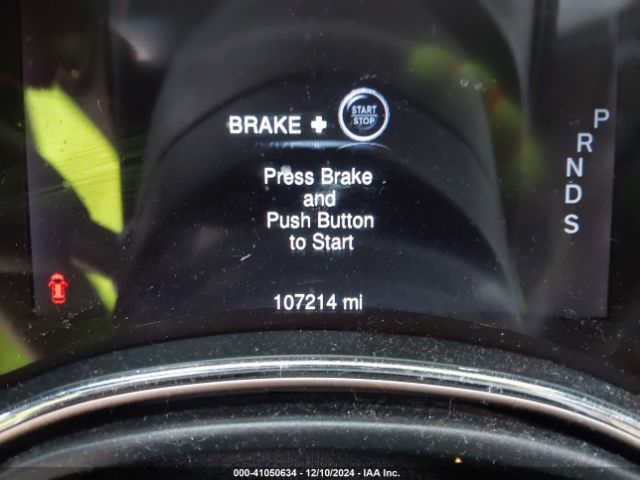 BRAKE + START STOP
Press Brake
and
Push Button
to Start
107214 mi
P
R
N
D
S
000-41050634 - 12/10/2024 - IAA Inc.